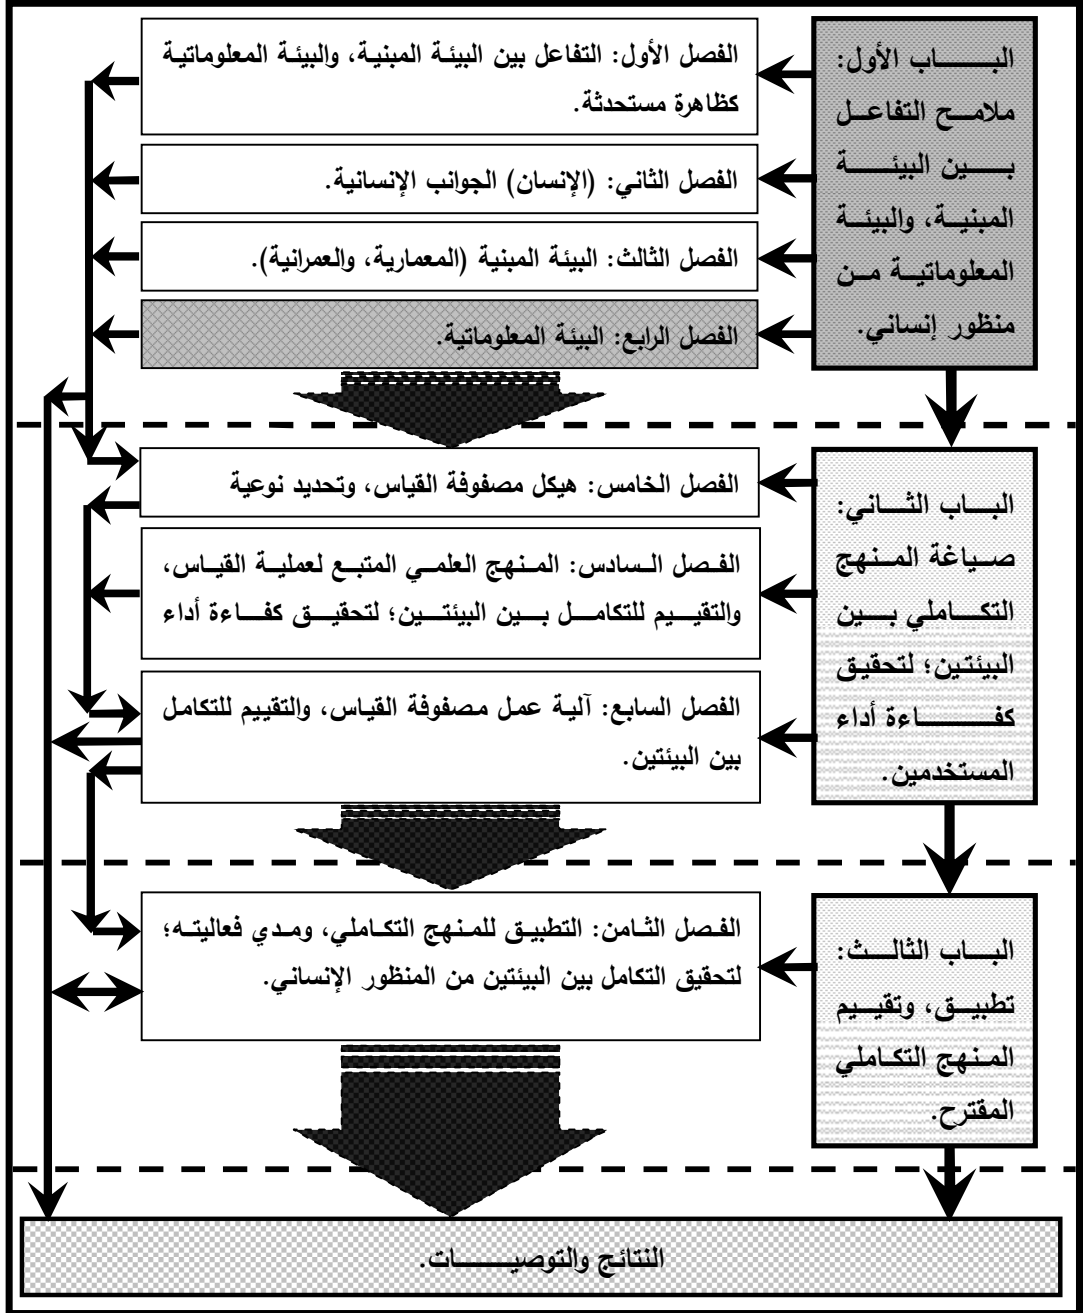 الباب الأول:
ملامح التفاعل
بين البيئة
المبنية، والبيئة
المعلوماتية من
منظور إنساني.
الفصل الأول: التفاعل بين البيئة المبنية، والبيئة المعلوماتية
كظاهرة مستحدثة.
الفصل الثاني: (الإنسان) الجوانب الإنسانية.
الفصل الثالث: البيئة المبنية (المعمارية، والعمرانية).
الفصل الرابع: البيئة المعلوماتية.
الباب الثاني:
صياغة المنهج
التكاملي بين
البيئتين؛ لتحقيق
كفاءة أداء
المستخدمين.
الفصل الخامس: هيكل مصفوفة القياس، وتحديد نوعية
الفصل السادس: المنهج العلمي المتبع لعملية القياس،
والتقييم للتكامل بين البيئتين؛ لتحقيق كفاءة أداء
الفصل السابع: آلية عمل مصفوفة القياس، والتقييم للتكامل
بين البيئتين.
الباب الثالث:
تطبيق، وتقييم
المنهج التكاملي
المقترح.
الفصل الثامن: التطبيق للمنهج التكاملي، ومدي فعاليته؛
لتحقيق التكامل بين البيئتين من المنظور الإنساني.
النتائج والتوصيات.